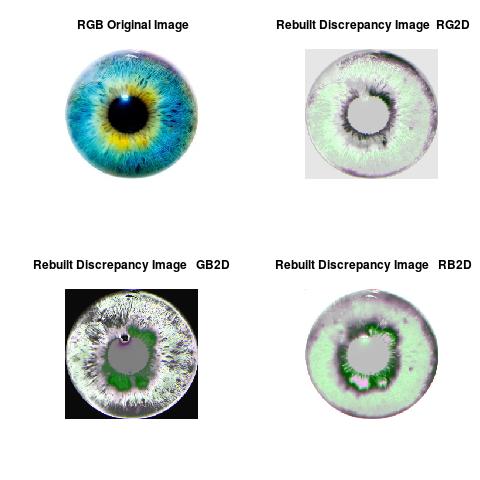 RGB Original Image
Rebuilt Discrepancy Image  RG2D
Rebuilt Discrepancy Image   GB2D
Rebuilt Discrepancy Image   RB2D